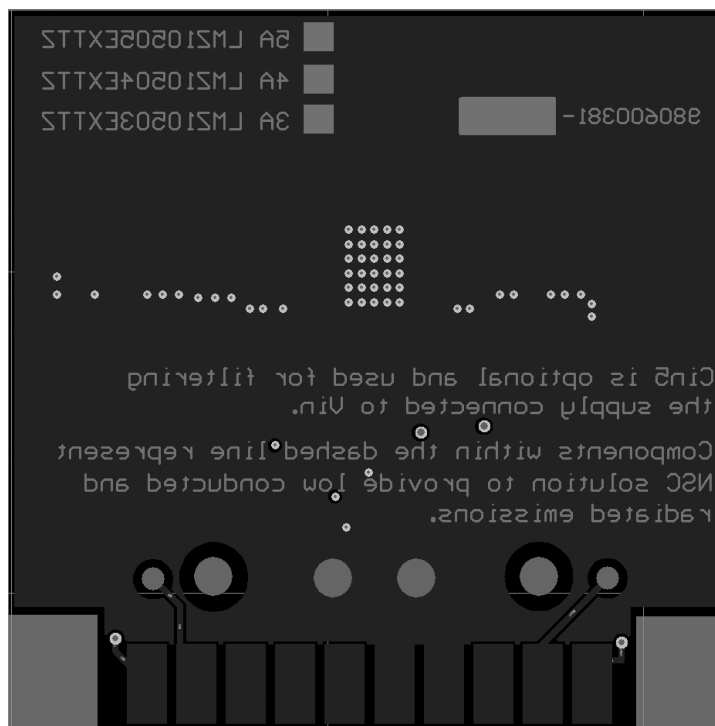 5A LMZ10505EXTTZ
4A LMZ10504EXTTZ
3A LMZ10503EXTTZ
980600381-
Cin5 is optional and used for filtering
the supply connected to Vin.
Components within the dashed line represent
NSC solution to provide low conducted and
radiated emissions.